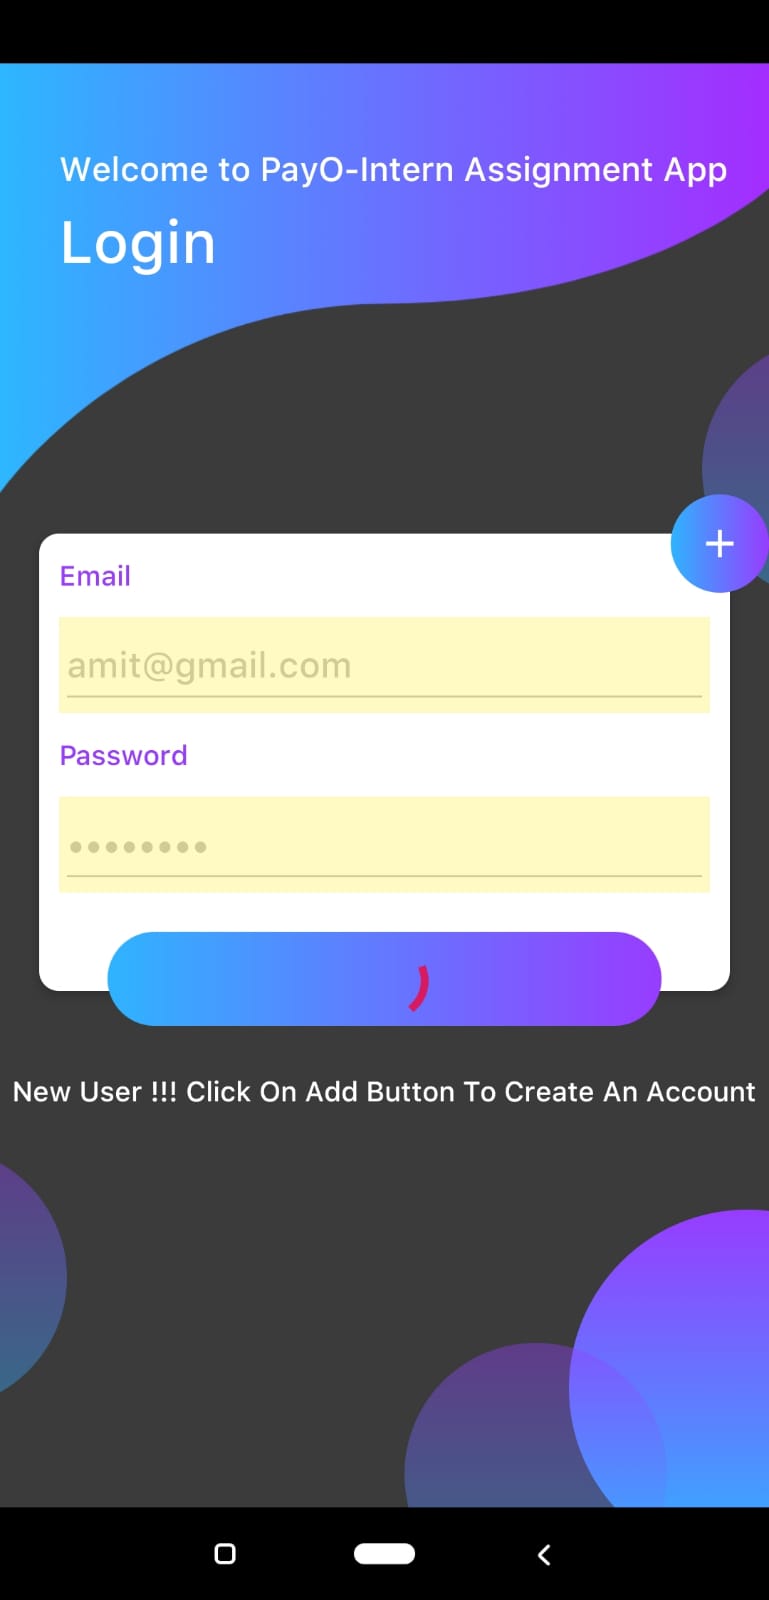 Welcome to PayO-Intern Assignment App
Login
Email
amit@gmail.com
Password
••••••••
New User !!! Click On Add Button To Create An Account